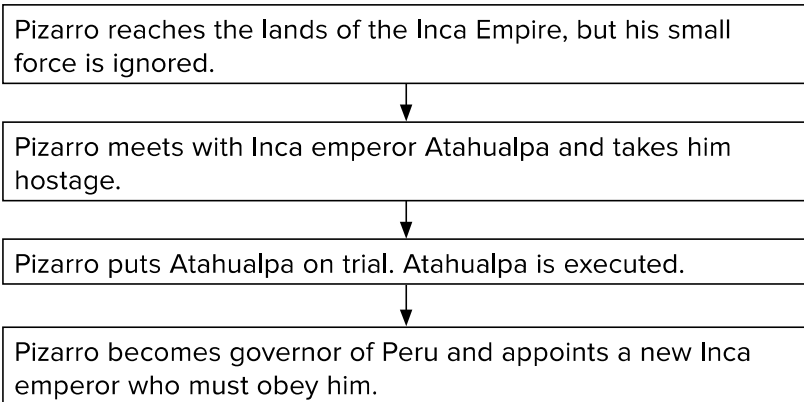 Pizarro reaches the lands of the Inca Empire, but his small
force is ignored.
Pizarro meets with Inca emperor Atahualpa and takes him
hostage.
Pizarro puts Atahualpa on trial. Atahualpa is executed.
Pizarro becomes governor of Peru and appoints a new Inca
emperor who must obey him.